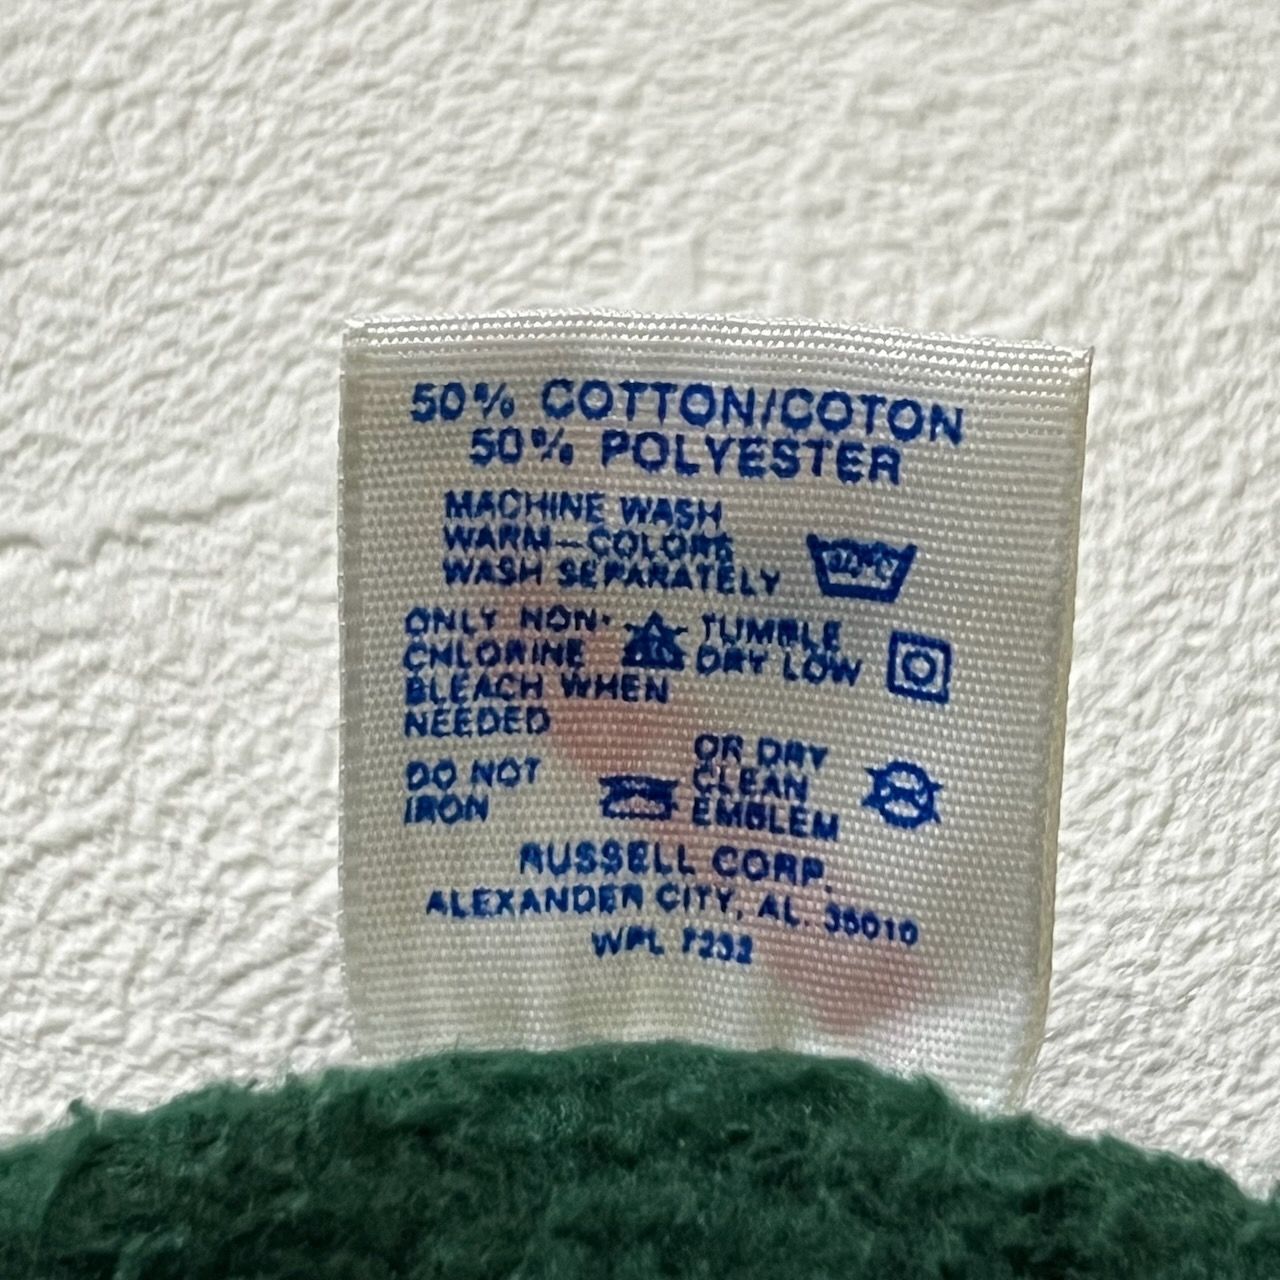 50% COTTON/COTON
50% POLYESTER
MACHINE WASH
WARM—COLORS
WASH SEPARATELY
ONLY NON-
CHLORINE
BLEACH WHEN
NEEDED
TUMBLE
DRY LOW
DO NOT
IRON
OR DRY
CLEAN
EMBLEM
RUSSELL CORP.
ALEXANDER CITY, AL. 35010
WPL 7232